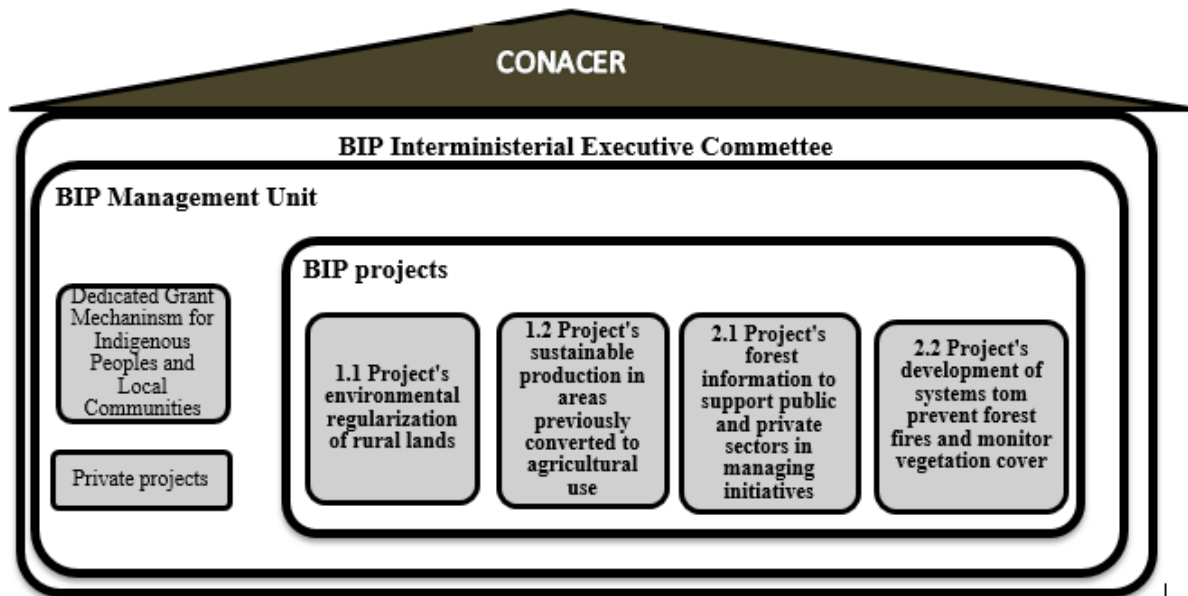 CONACER
BIP Interministerial Executive Committee
BIP Management Unit
Dedicated Grant
Mechaninsm for
Indigenous
Peoples and
Local
Communities
Private projects
BIP projects
1.1 Project's
environmental
regularization
of rural lands
1.2 Project's
sustainable
production in
areas
previously
converted to
agricultural
use
2.1 Project's
forest
information to
support public
and private
sectors in
managing
initiatives
2.2 Project's
development of
systems tom
prevent forest
fires and monitor
vegetation cover